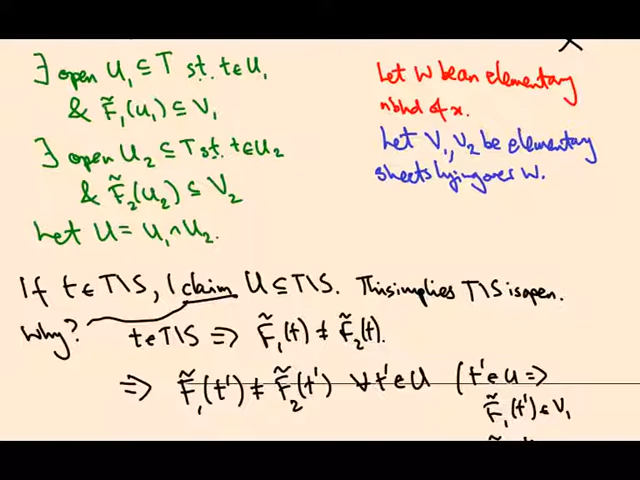 ∃ open U₁ ⊆ T s.t. t∈U₁
& F̃₁(U₁) ⊆ V₁
∃ open U₂ ⊆ T s.t. t∈U₂
& F̃₂(U₂) ⊆ V₂
Let U = U₁∩U₂.
X
Let W be an elementary
nbhd of x.
Let V₁, V₂ be elementary
sheets lying over W.
If t∈T\S, I claim U⊆T\S. This implies T\S is open.
Why? t∈T\S ⇒ F̃₁(t) ≠ F̃₂(t).
⇒ F̃₁(t') ≠ F̃₂(t') ∀t'∈U (t'∈U ⇒
F̃₁(t')∈V₁